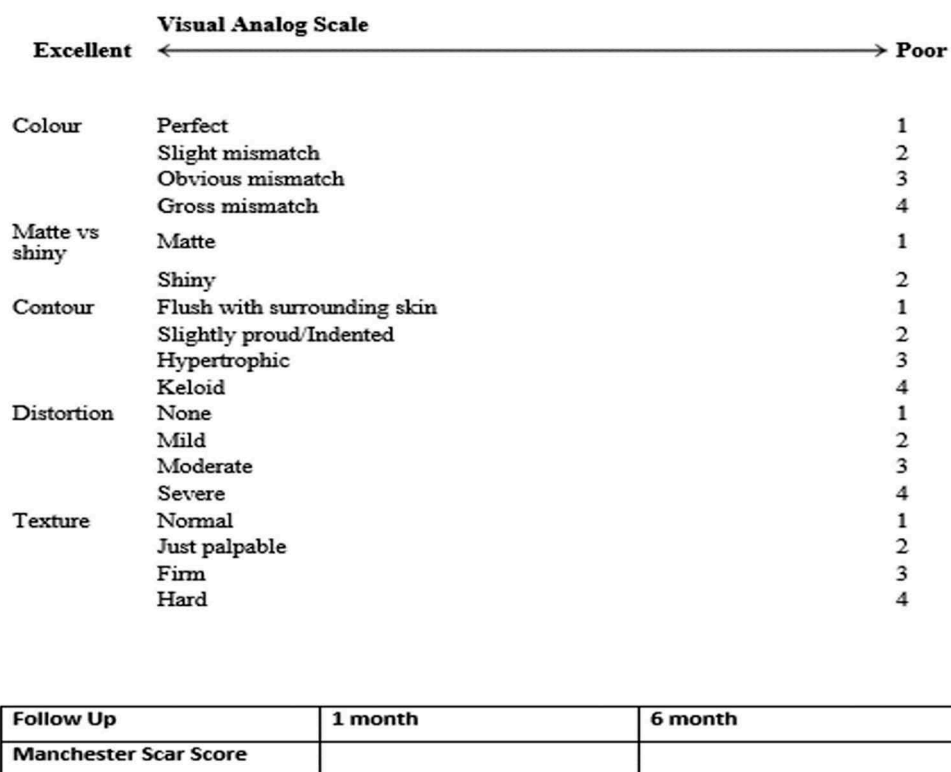 Visual Analog Scale
Excellent Poor
Colour Perfect 1
Slight mismatch 2
Obvious mismatch 3
Gross mismatch 4
Matte vs shiny Matte 1
Shiny 2
Contour Flush with surrounding skin 1
Slightly proud/Indented 2
Hypertrophic 3
Keloid 4
Distortion None 1
Mild 2
Moderate 3
Severe 4
Texture Normal 1
Just palpable 2
Firm 3
Hard 4
Follow Up 1 month 6 month
Manchester Scar Score